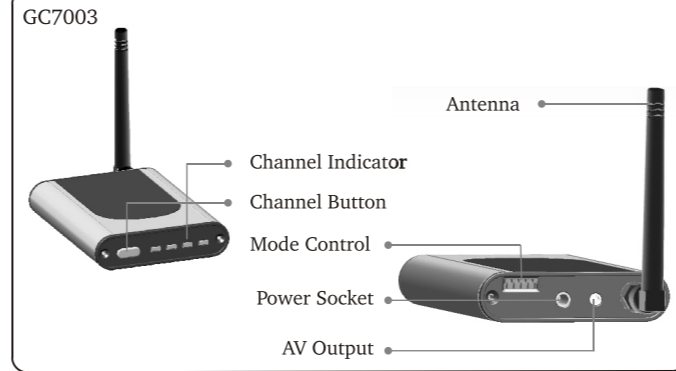 GC7003
Antenna
Channel Indicator
Channel Button
Mode Control
Power Socket
AV Output